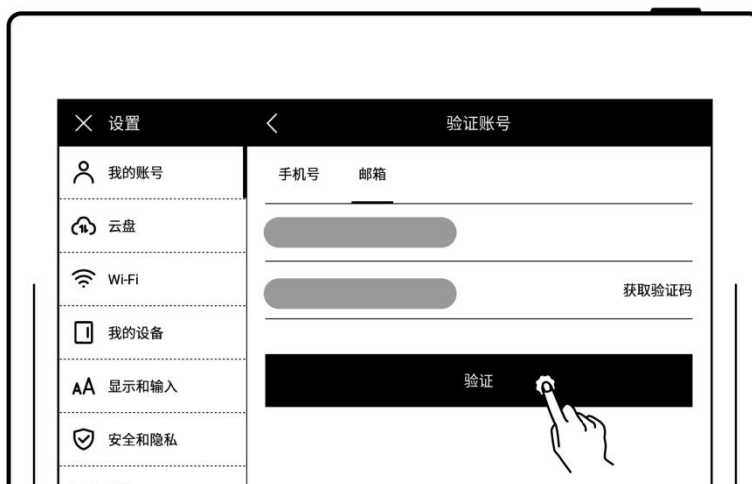 设置
验证账号
我的账号
手机号 邮箱
云盘
Wi-Fi
获取验证码
我的设备
验证
显示和输入
安全和隐私